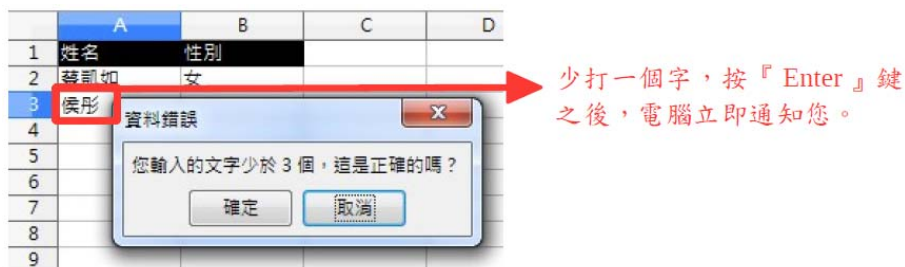 A B C D
1 姓名 性別
2 蔡凱如 女
3 侯彤
4
5
6
7
8
9
資料錯誤
您輸入的文字少於 3 個，這是正確的嗎？
確定 取消
少打一個字，按『 Enter 』鍵
之後，電腦立即通知您。